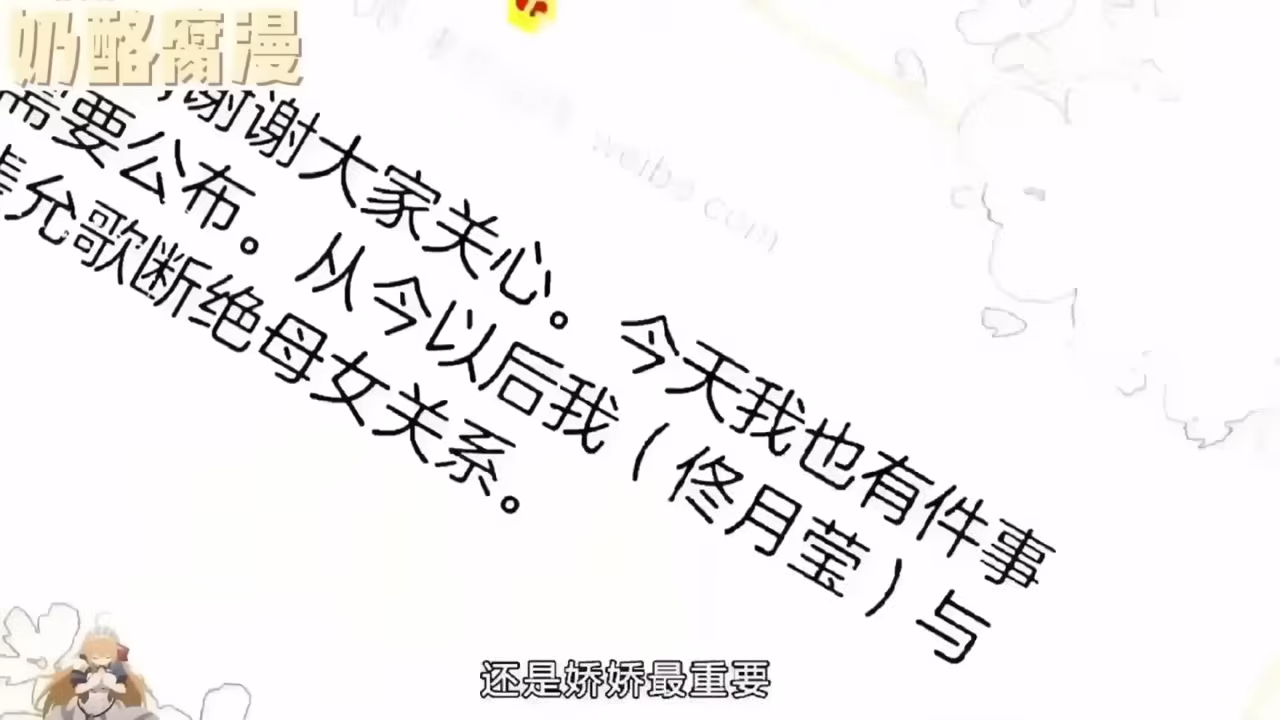 奶酪腐漫
weibo.com
谢谢大家关心。今天我也有件事
需要公布。从今以后我（佟月莹）与
允歌断绝母女关系。
还是娇娇最重要